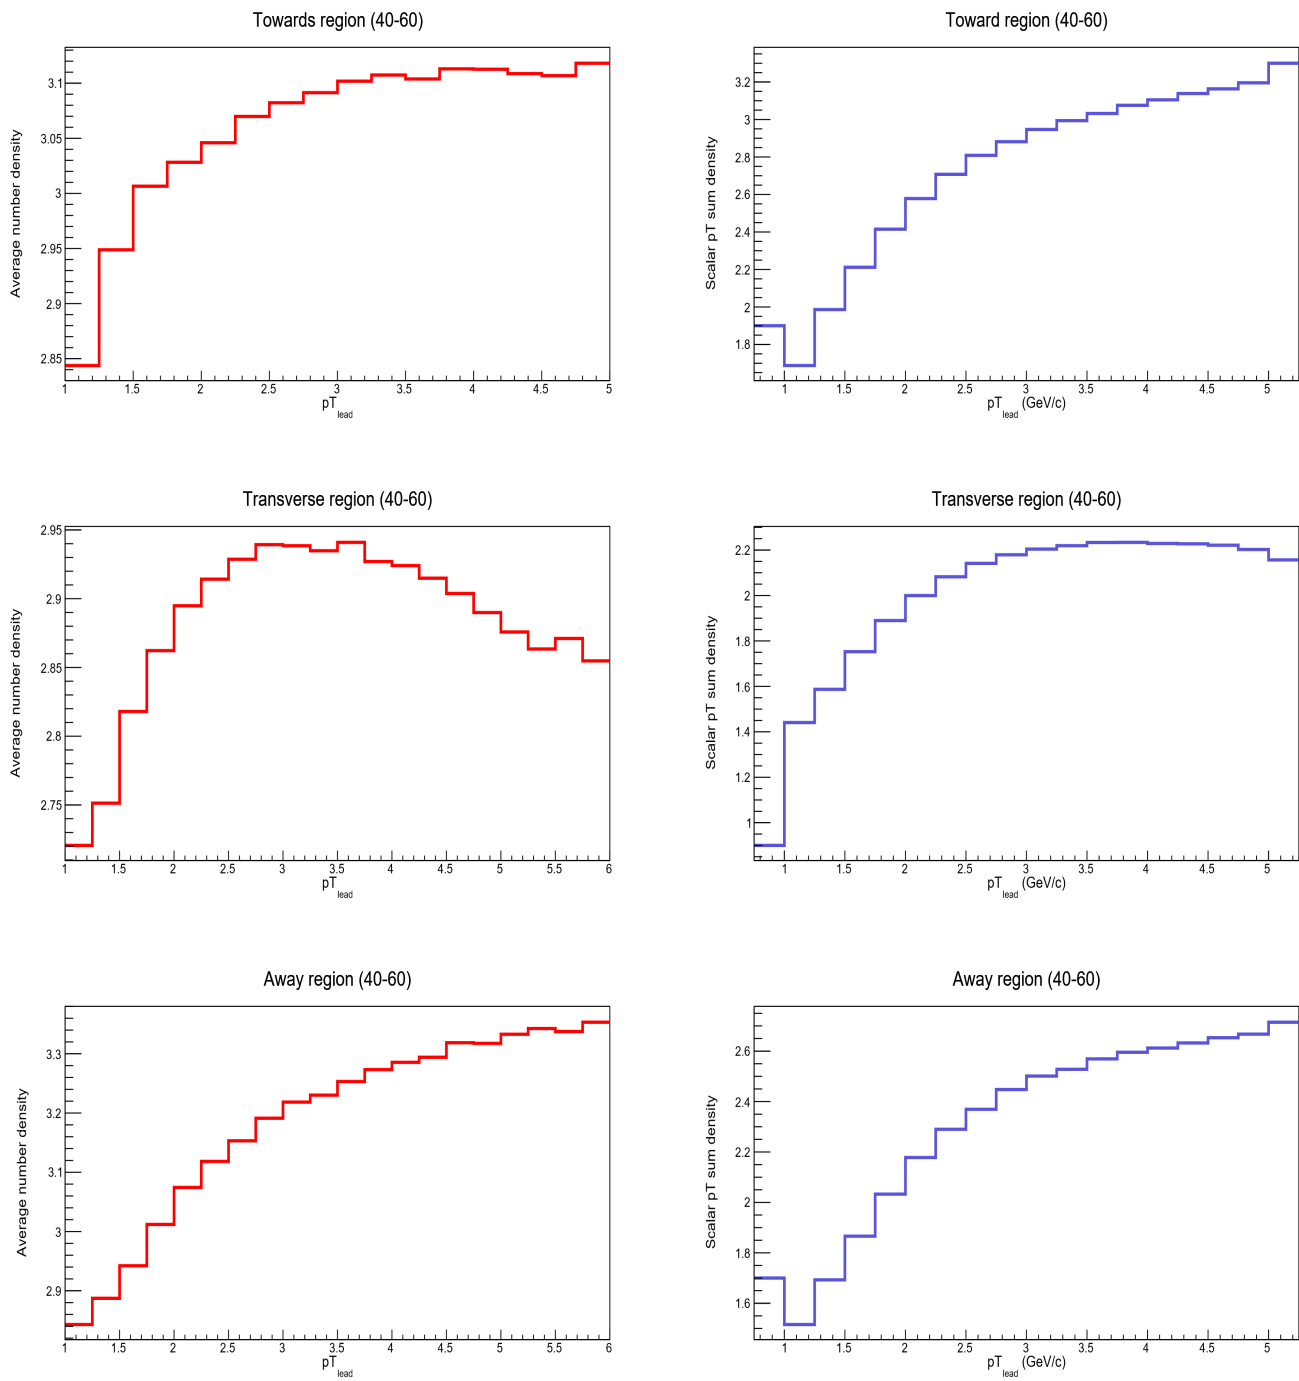 Towards region (40-60)
Average number density
3.1
3.05
3
2.95
2.9
2.85
1 1.5 2 2.5 3 3.5 4 4.5 5
pT lead
Toward region (40-60)
Scalar pT sum density
3.2
3
2.8
2.6
2.4
2.2
2
1.8
1 1.5 2 2.5 3 3.5 4 4.5 5
pT lead (GeV/c)
Transverse region (40-60)
Average number density
2.95
2.9
2.85
2.8
2.75
1 1.5 2 2.5 3 3.5 4 4.5 5 5.5 6
pT lead
Transverse region (40-60)
Scalar pT sum density
2.2
2
1.8
1.6
1.4
1.2
1
1 1.5 2 2.5 3 3.5 4 4.5 5
pT lead (GeV/c)
Away region (40-60)
Average number density
3.3
3.2
3.1
3
2.9
1 1.5 2 2.5 3 3.5 4 4.5 5 5.5 6
pT lead
Away region (40-60)
Scalar pT sum density
2.6
2.4
2.2
2
1.8
1.6
1 1.5 2 2.5 3 3.5 4 4.5 5
pT lead (GeV/c)